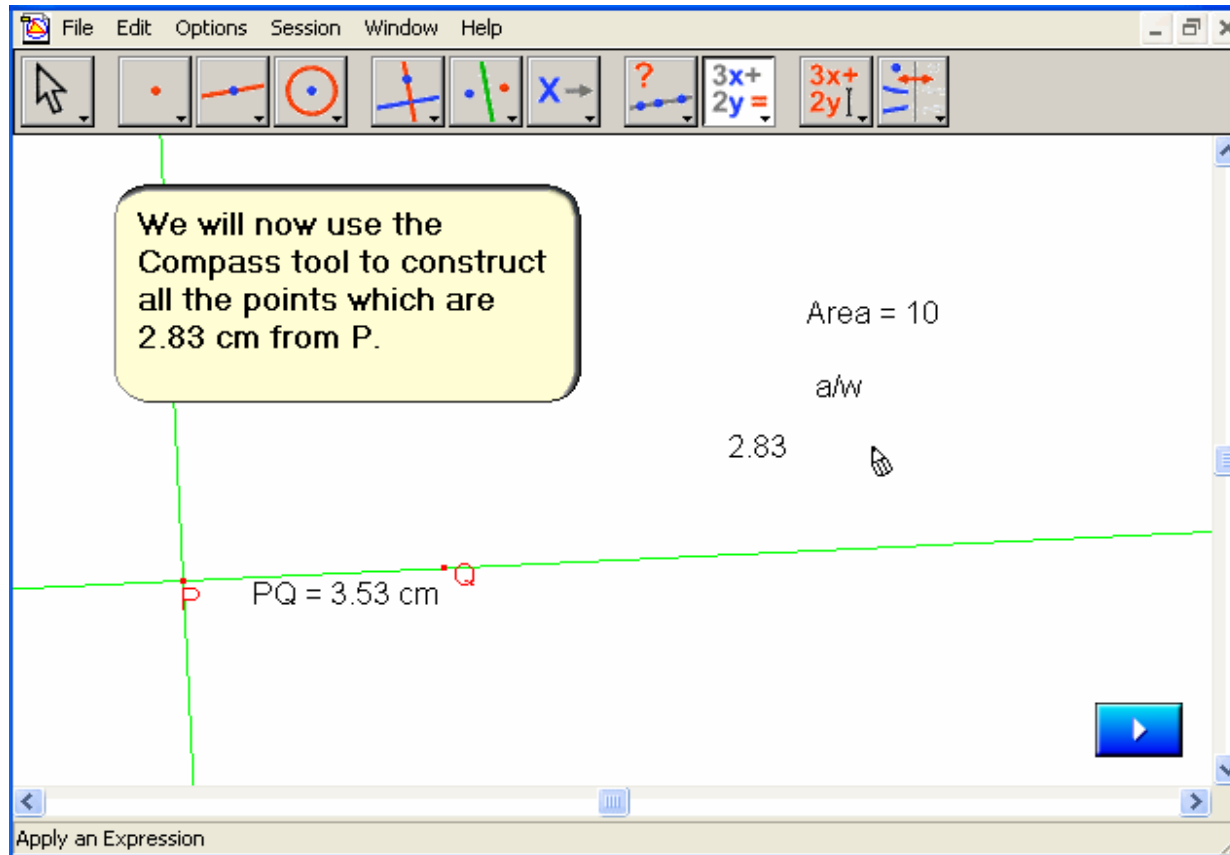 File Edit Options Session Window Help
?
3x+
2y =
3x+
2y
X
We will now use the
Compass tool to construct
all the points which are
2.83 cm from P.
Area = 10
a/w
2.83
Q
P
PQ = 3.53 cm
Apply an Expression